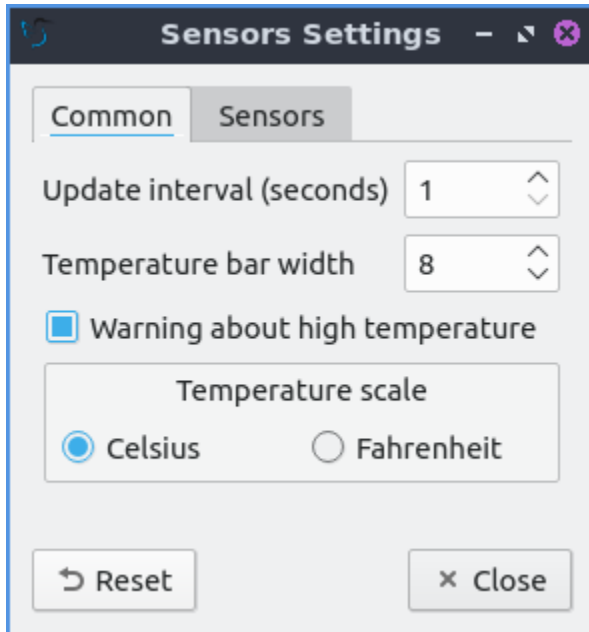 Sensors Settings
Common Sensors
Update interval (seconds) 1
Temperature bar width 8
Warning about high temperature
Temperature scale
Celsius Fahrenheit
Reset Close